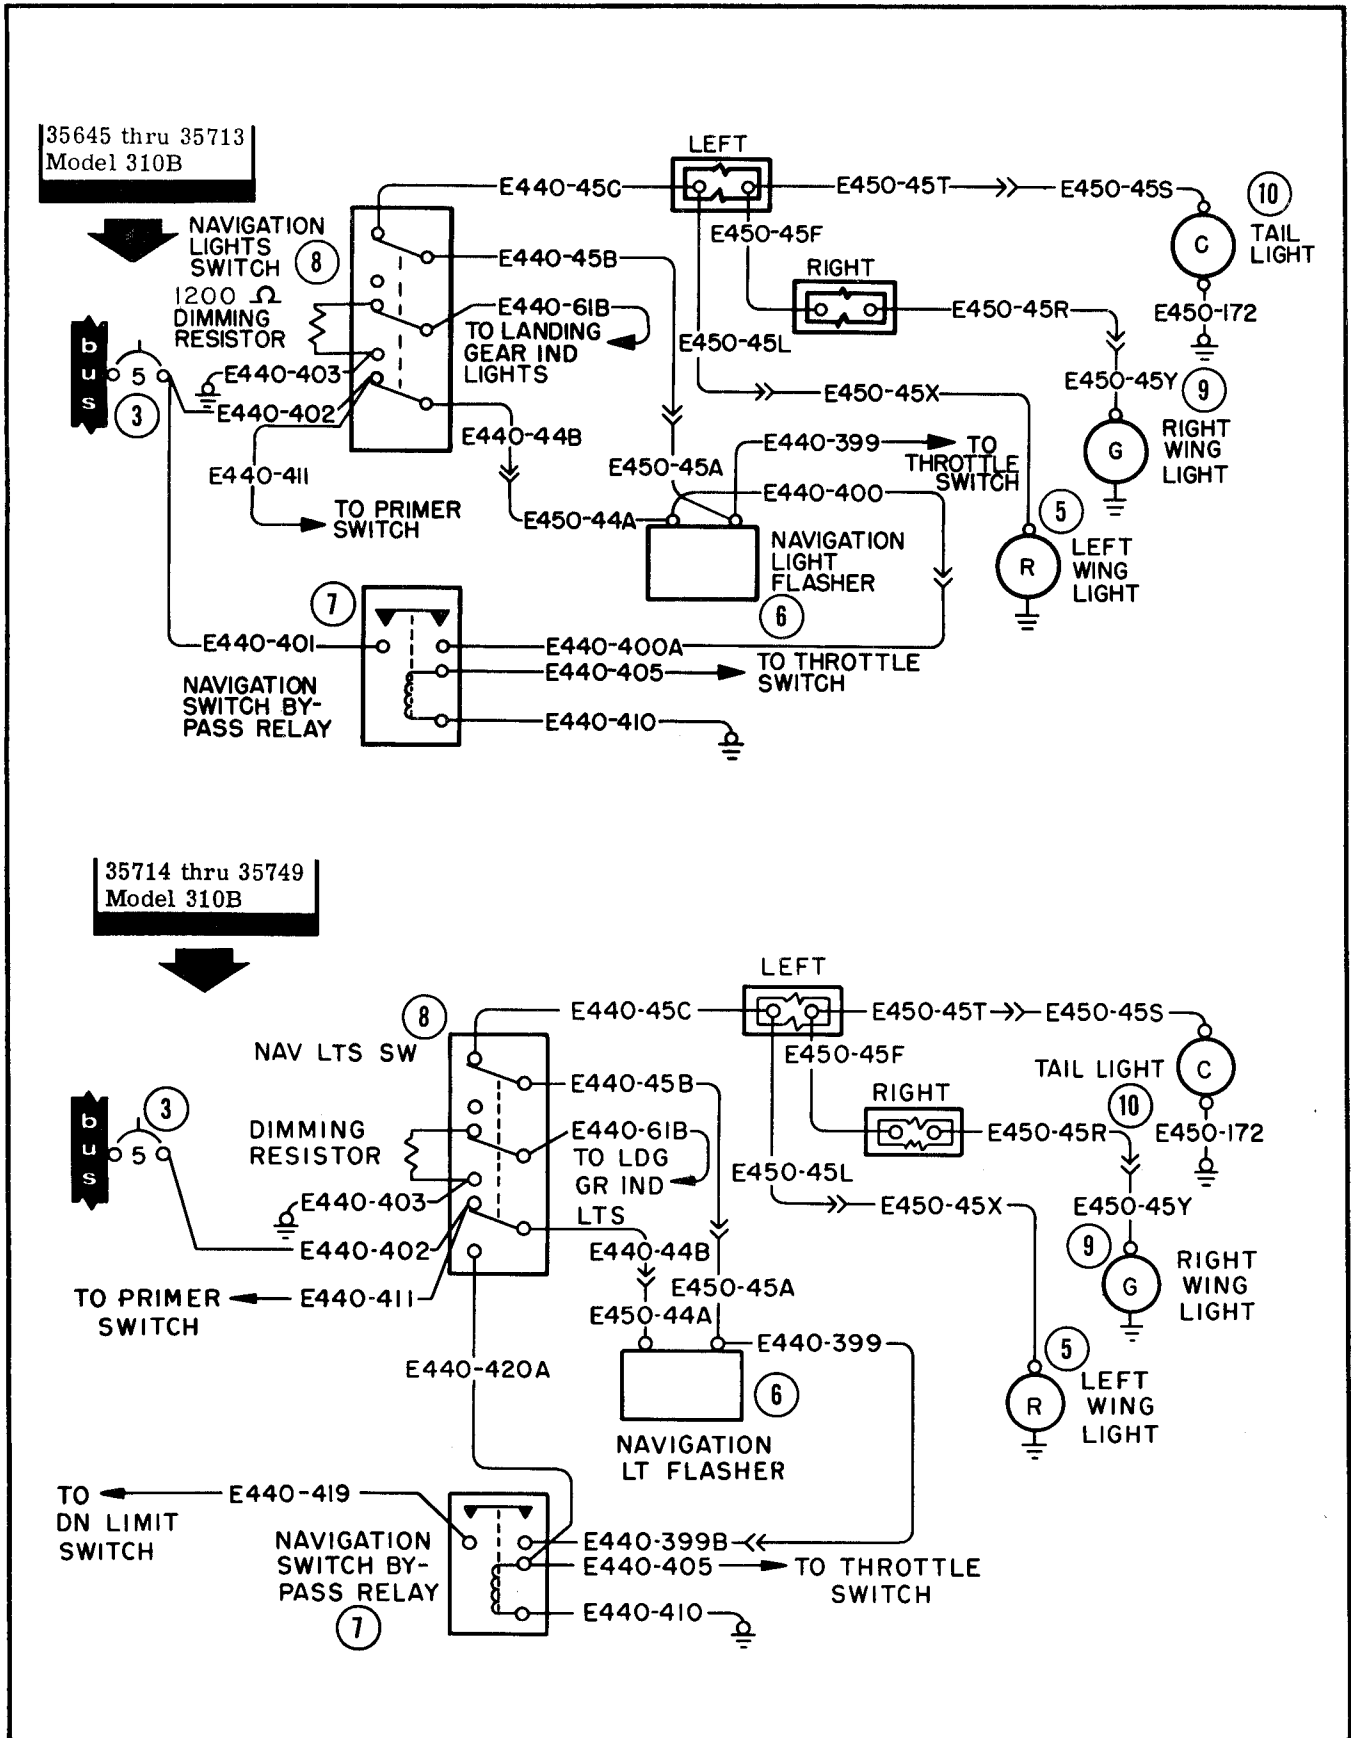 35645 thru 35713
Model 310B
LEFT
E440-45C
E450-45T
E450-45S
10
TAIL
LIGHT
C
E450-172
NAVIGATION
LIGHTS
SWITCH
8
E440-45B
E450-45F
RIGHT
E450-45R
1200 Ω
DIMMING
RESISTOR
E440-61B
TO LANDING
GEAR IND
LIGHTS
E450-45L
bus
5
3
E440-403
E440-402
E450-45X
E450-45Y
9
RIGHT
WING
LIGHT
G
E440-44B
E440-411
E450-45A
E440-399
TO
THROTTLE
SWITCH
E440-400
TO PRIMER
SWITCH
E450-44A
NAVIGATION
LIGHT
FLASHER
6
5
R
LEFT
WING
LIGHT
7
E440-401
E440-400A
E440-405
TO THROTTLE
SWITCH
NAVIGATION
SWITCH BY-
PASS RELAY
E440-410
35714 thru 35749
Model 310B
LEFT
8
E440-45C
E450-45T
E450-45S
NAV LTS SW
E450-45F
TAIL LIGHT
C
10
E440-45B
RIGHT
bus
5
3
DIMMING
RESISTOR
E440-61B
TO LDG
GR IND
LTS
E450-45R
E450-172
E450-45L
E440-403
E450-45X
E450-45Y
E440-402
E440-44B
9
G
RIGHT
WING
LIGHT
TO PRIMER
SWITCH
E440-411
E450-45A
E450-44A
E440-399
5
E440-420A
6
R
LEFT
WING
LIGHT
NAVIGATION
LT FLASHER
TO
DN LIMIT
SWITCH
E440-419
NAVIGATION
SWITCH BY-
PASS RELAY
7
E440-399B
E440-405
TO THROTTLE
SWITCH
E440-410